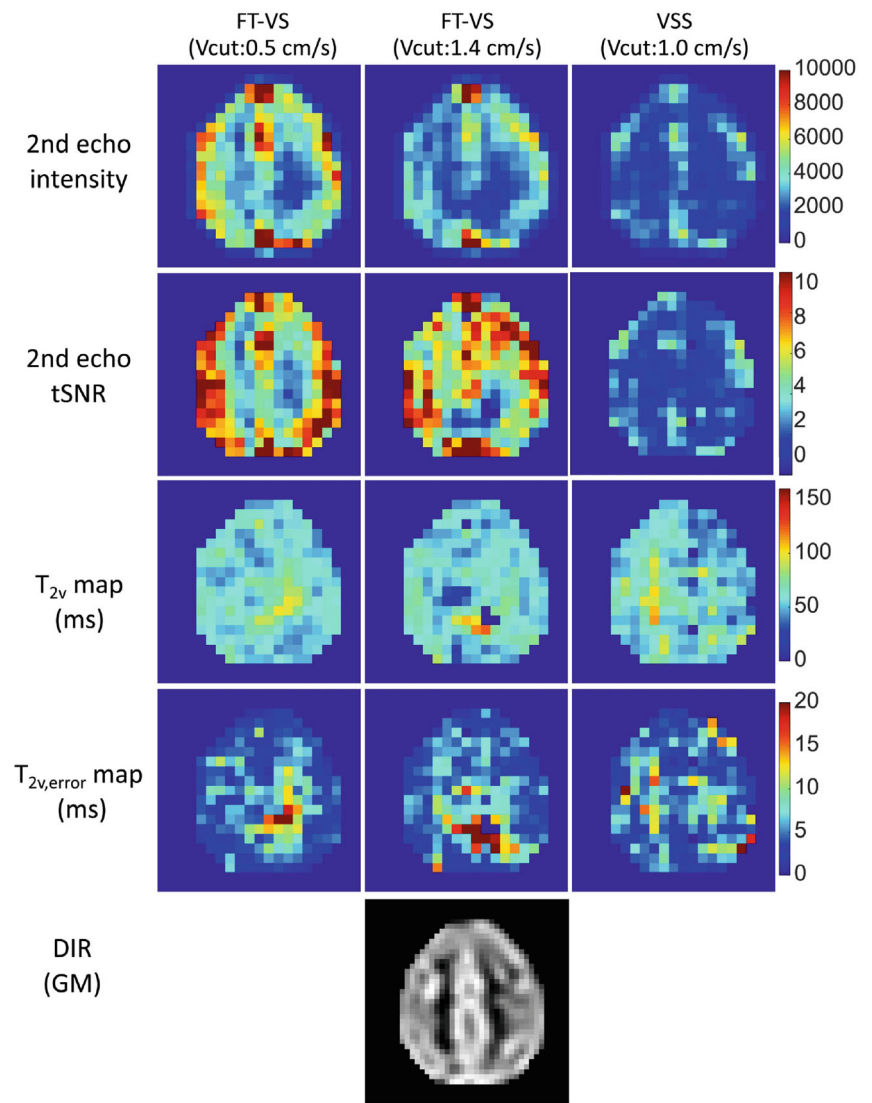 FT-VS
(Vcut:0.5 cm/s)
FT-VS
(Vcut:1.4 cm/s)
VSS
(Vcut:1.0 cm/s)
2nd echo
intensity
10000
8000
6000
4000
2000
0
2nd echo
tSNR
10
8
6
4
2
0
T2v map
(ms)
150
100
50
0
T2v,error map
(ms)
20
15
10
5
0
DIR
(GM)